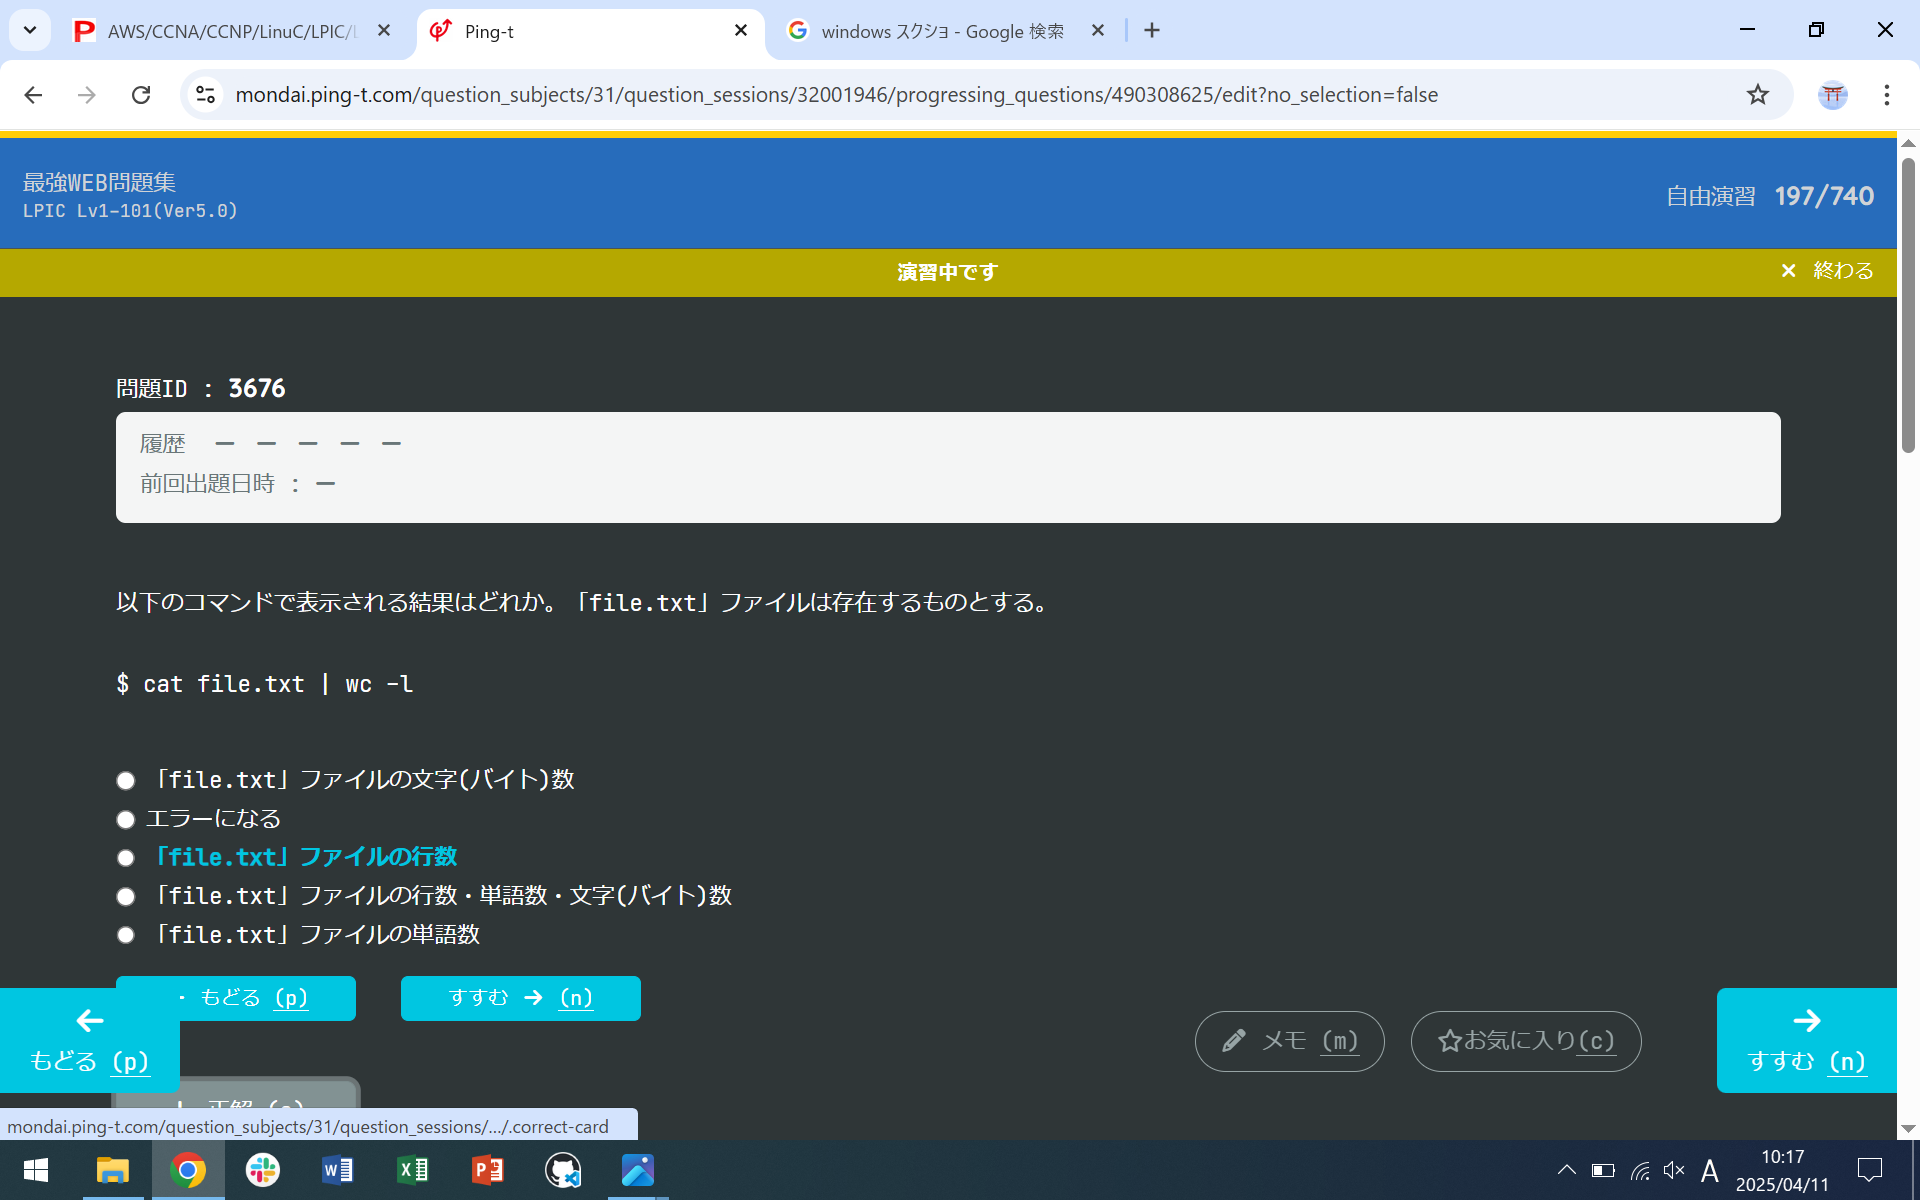 AWS/CCNA/CCNP/LinuC/LPIC/
Ping-t
windows スクショ - Google 検索
mondai.ping-t.com/question_subjects/31/question_sessions/32001946/progressing_questions/490308625/edit?no_selection=false
最強WEB問題集
LPIC Lv1-101(Ver5.0)
自由演習 197/740
演習中です
× 終わる
問題ID : 3676
履歴 ー ー ー ー ー
前回出題日時 : ー
以下のコマンドで表示される結果はどれか。「file.txt」ファイルは存在するものとする。
$ cat file.txt | wc -l
「file.txt」ファイルの文字(バイト)数
エラーになる
「file.txt」ファイルの行数
「file.txt」ファイルの行数・単語数・文字(バイト)数
「file.txt」ファイルの単語数
もどる (p)
すすむ → (n)
← もどる (p)
メモ (m)
☆お気に入り(c)
→ すすむ (n)
mondai.ping-t.com/question_subjects/31/question_sessions/.../.correct-card
A
10:17
2025/04/11